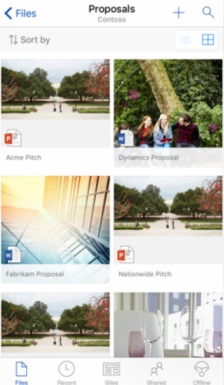 Files
Proposals
Contoso
Sort by
Acme Pitch
Dynamics Proposal
Fabrikam Proposal
Nationwide Pitch
Files
Recent
Sites
Shared
Offline